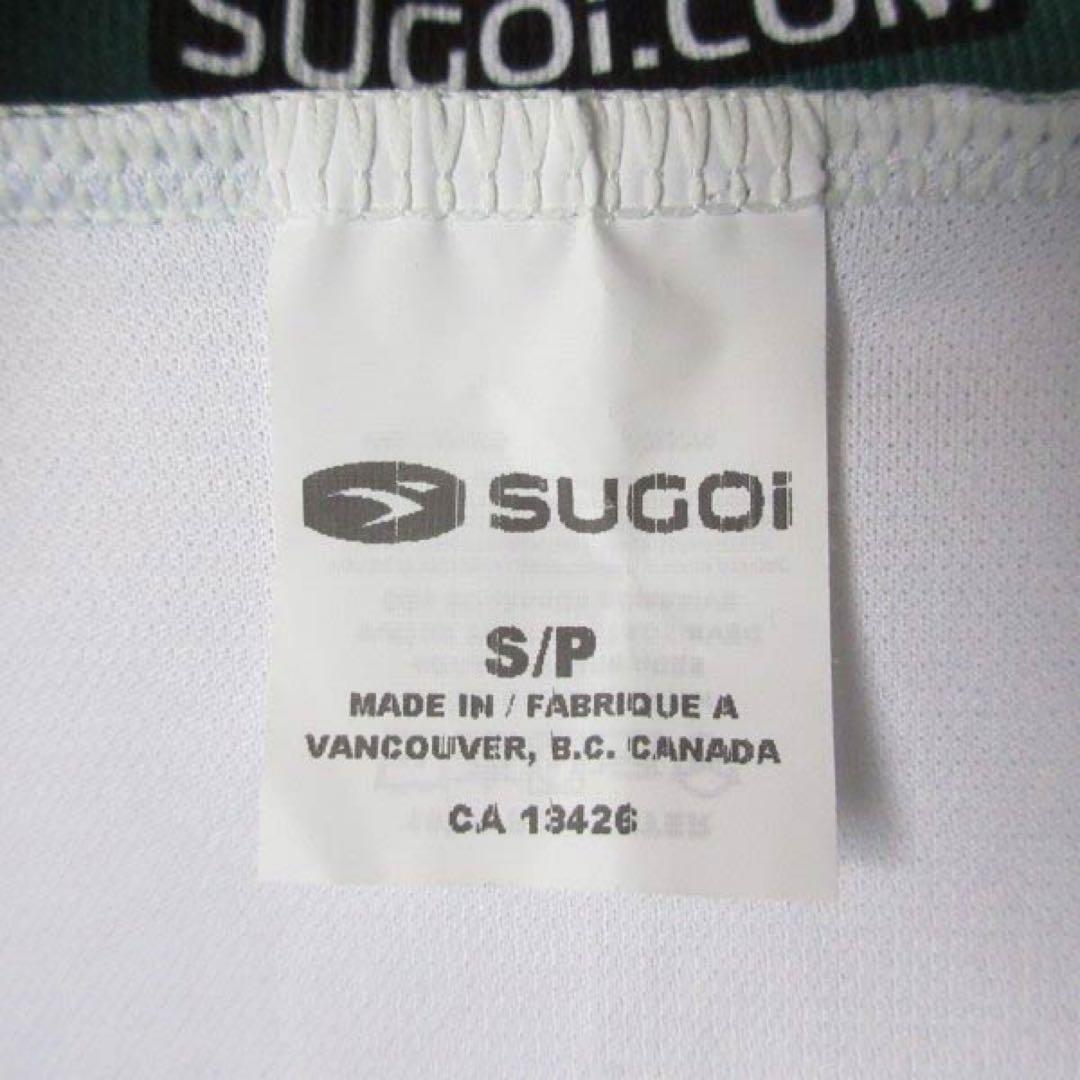 SUGOi.COM
SUGOi
S/P
MADE IN / FABRIQUE A
VANCOUVER, B.C. CANADA
CA 13426